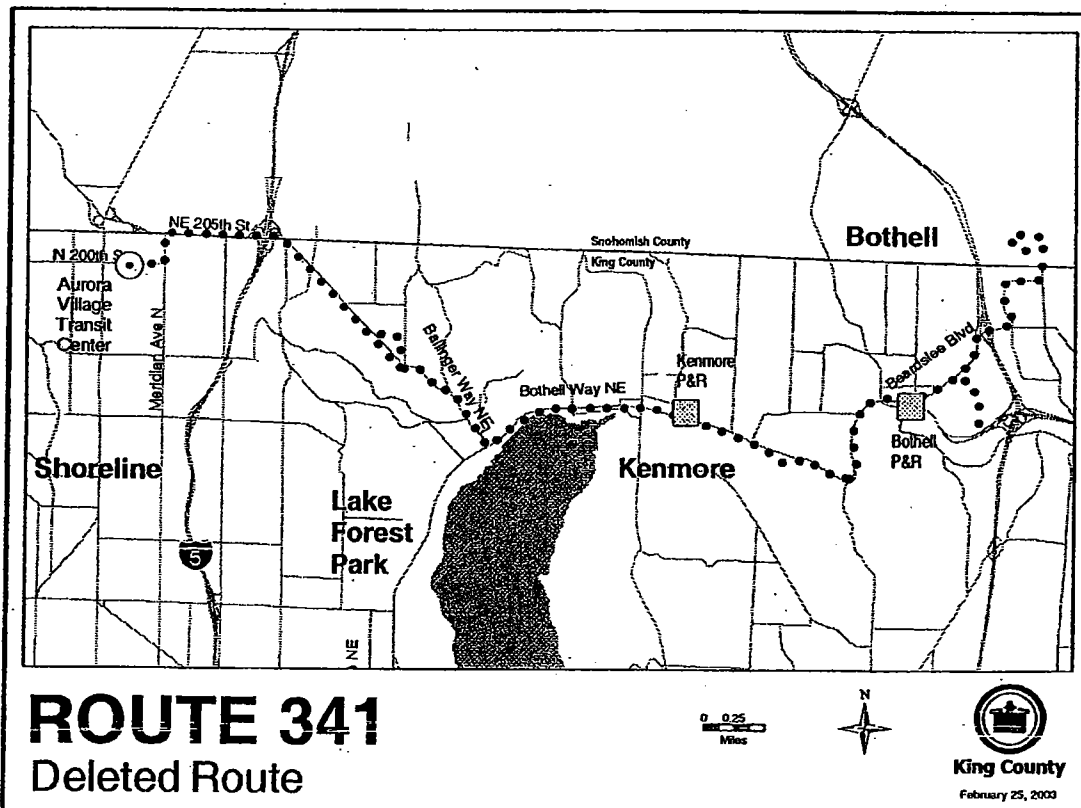 NE 205th St
N 200th S
Aurora
Village
Transit
Center
Meridian Ave N
Ballinger Way NE
Snohomish County
King County
Bothell
Beardslee Blvd
Kenmore
P&R
Bothell Way NE
Bothell
P&R
Shoreline
Kenmore
Lake
Forest
Park
5
NE
ROUTE 341
Deleted Route
0 0.25
Miles
N
King County
February 25, 2003